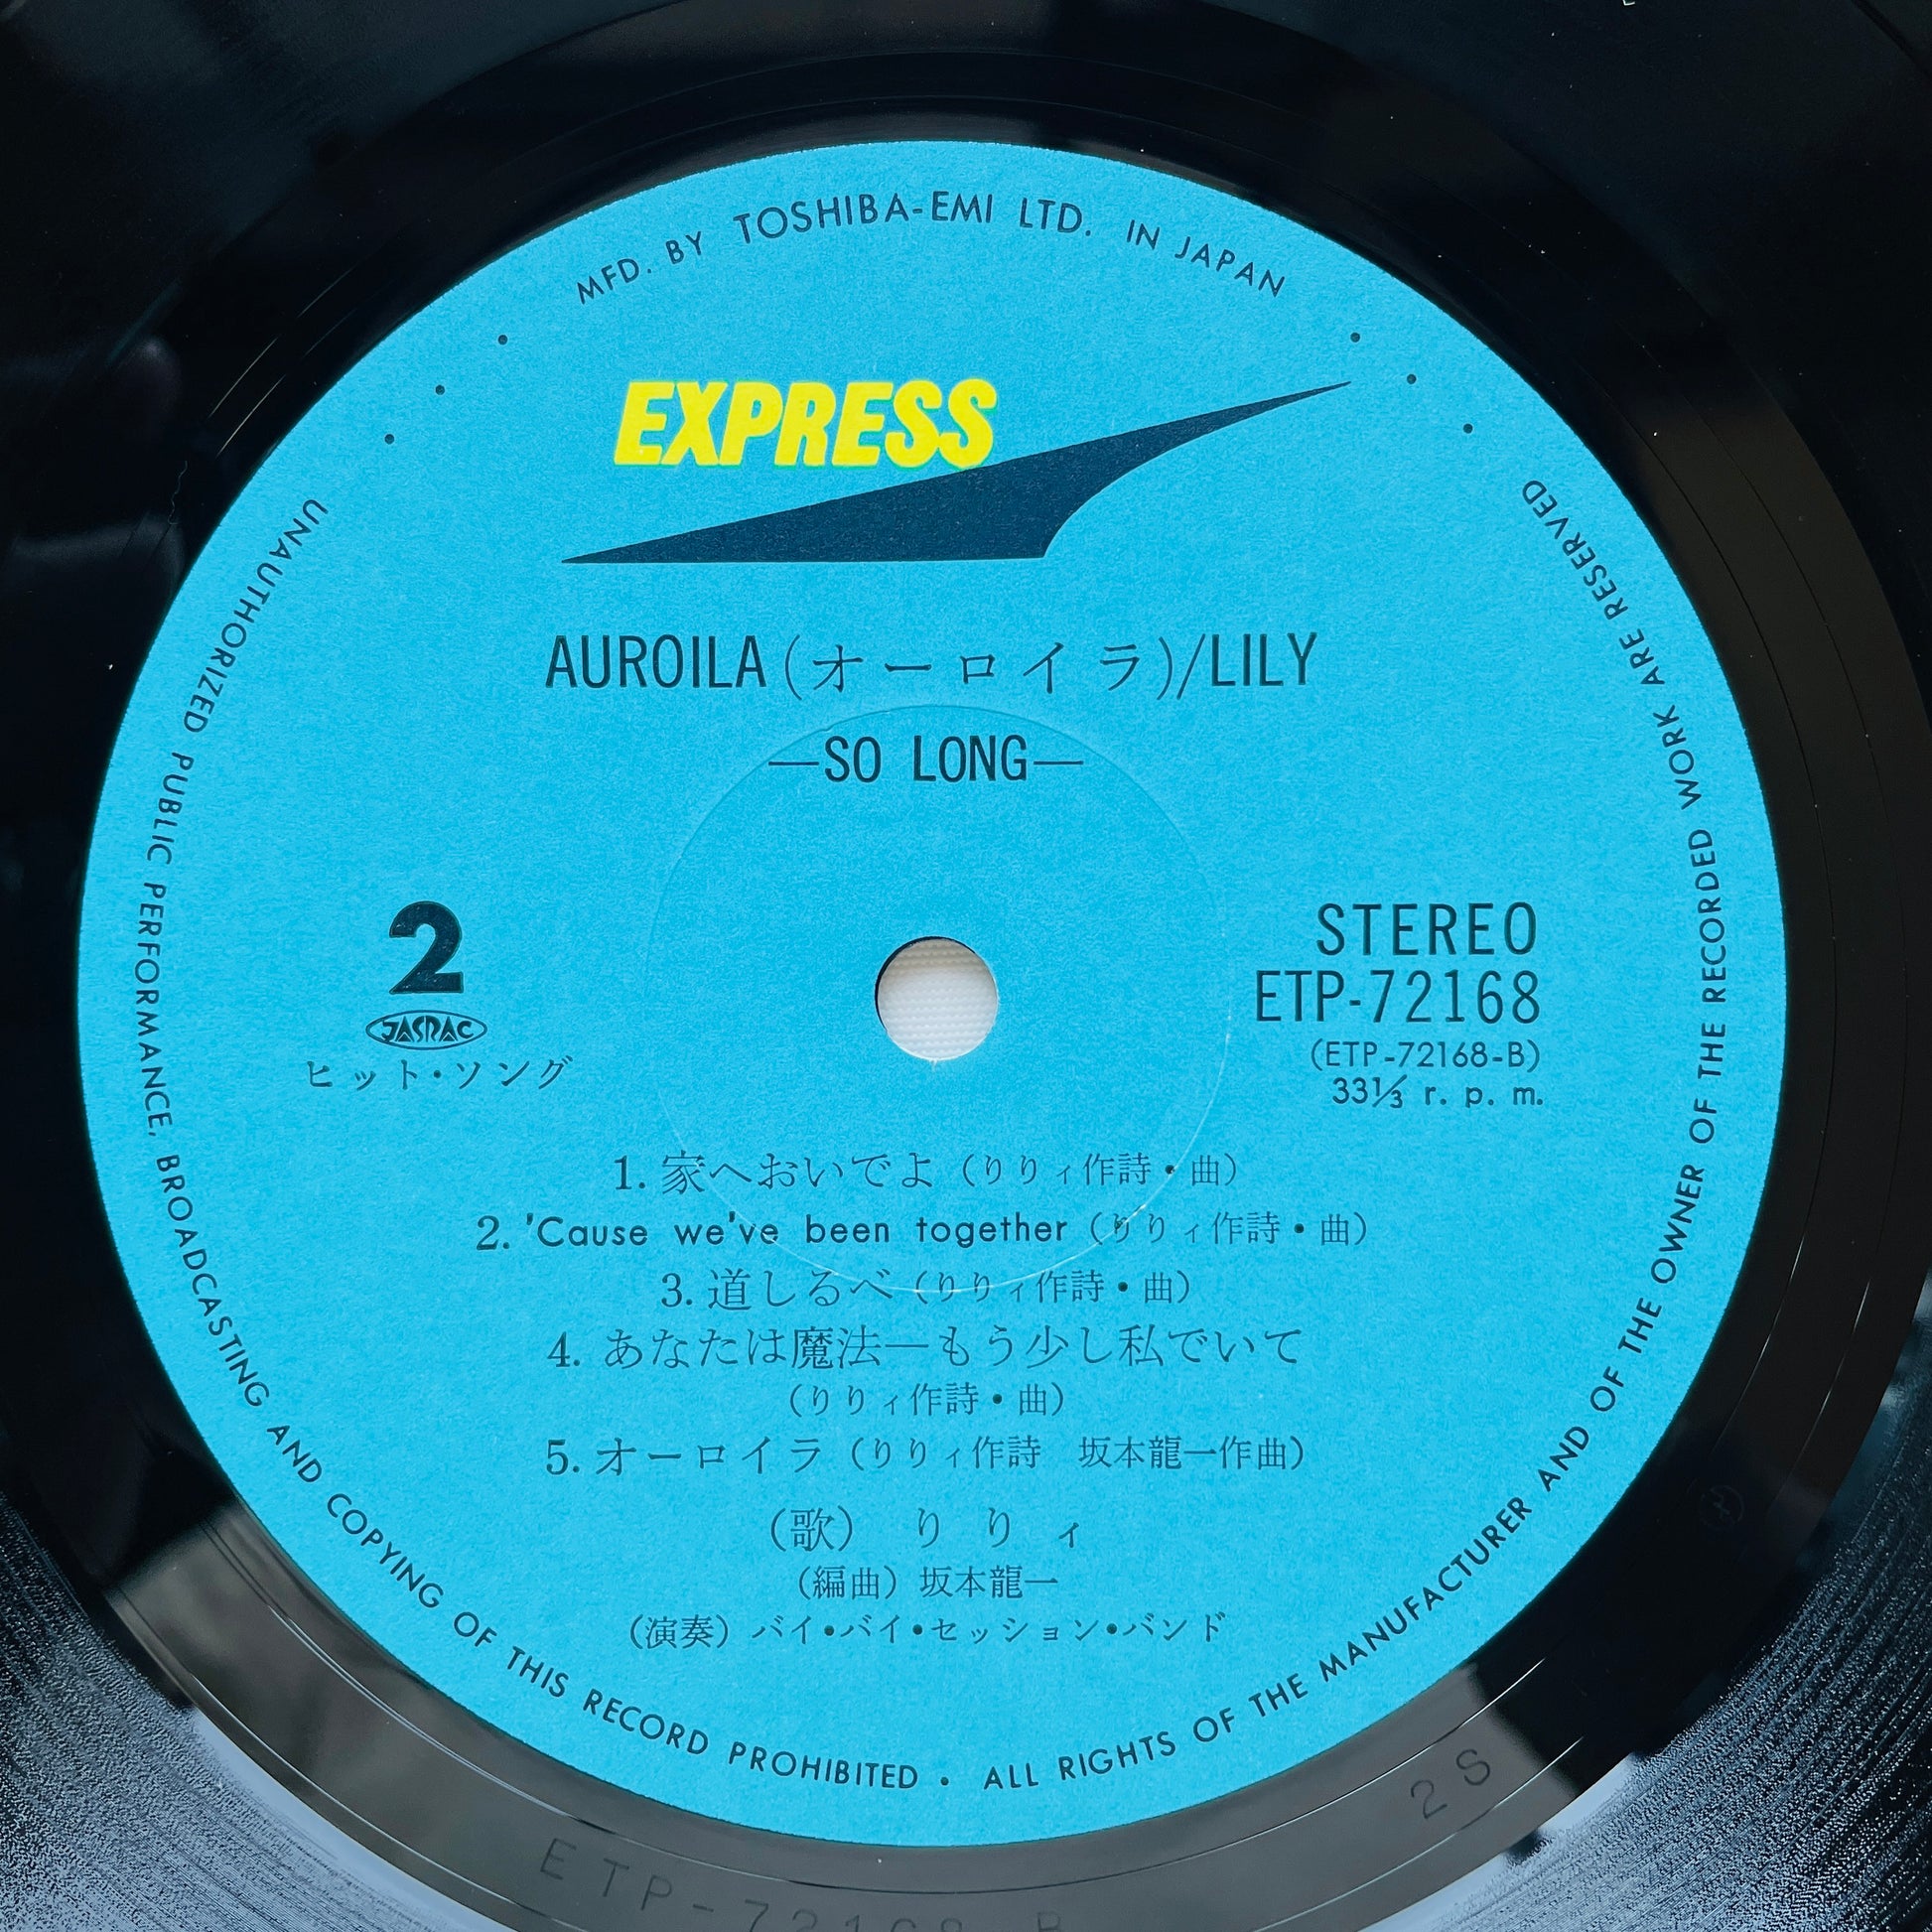 MFD. BY TOSHIBA-EMI LTD. IN JAPAN
EXPRESS
AUROILA(オーロイラ)/LILY
—SO LONG—
2
JASRAC
ヒット・ソング
STEREO
ETP-72168
(ETP-72168-B)
33⅓ r. p. m.
1. 家へおいでよ（りりィ作詩・曲）
2. 'Cause we've been together（りりィ作詩・曲）
3. 道しるべ（りりィ作詩・曲）
4. あなたは魔法—もう少し私でいて
（りりィ作詩・曲）
5. オーロイラ（りりィ作詩　坂本龍一作曲）
（歌）　りりィ
（編曲）坂本龍一
（演奏）バイ・バイ・セッション・バンド
UNAUTHORIZED PUBLIC PERFORMANCE, BROADCASTING AND COPYING OF THIS RECORD PROHIBITED • ALL RIGHTS OF THE MANUFACTURER AND OF THE OWNER OF THE RECORDED WORK ARE RESERVED
ETP-72168 B
2S